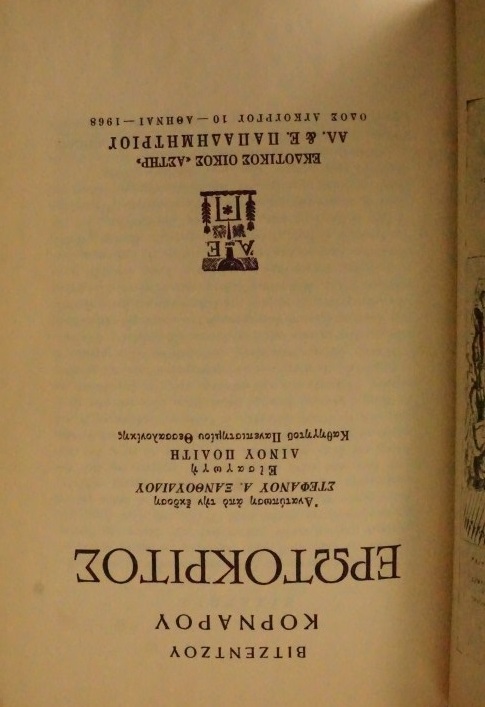 ΒΙΤΖΕΝΤΖΟΥ
ΚΟΡΝΑΡΟΥ
ΕΡΩΤΟΚΡΙΤΟΣ
Ἀνατύπωση ἀπὸ τὴν ἔκδοση
ΣΤΕΦΑΝΟΥ Α. ΞΑΝΘΟΥΔΙΔΟΥ
Εἰσαγωγὴ
ΛΙΝΟΥ ΠΟΛΙΤΗ
Καθηγητοῦ Πανεπιστημίου Θεσσαλονίκης
Α Ε
Π
ΕΚΔΟΤΙΚΟΣ ΟΙΚΟΣ «ΑΣΤΗΡ»
ΑΛ. & Ε. ΠΑΠΑΔΗΜΗΤΡΙΟΥ
ΟΔΟΣ ΛΥΚΟΥΡΓΟΥ 10 — ΑΘΗΝΑΙ — 1968